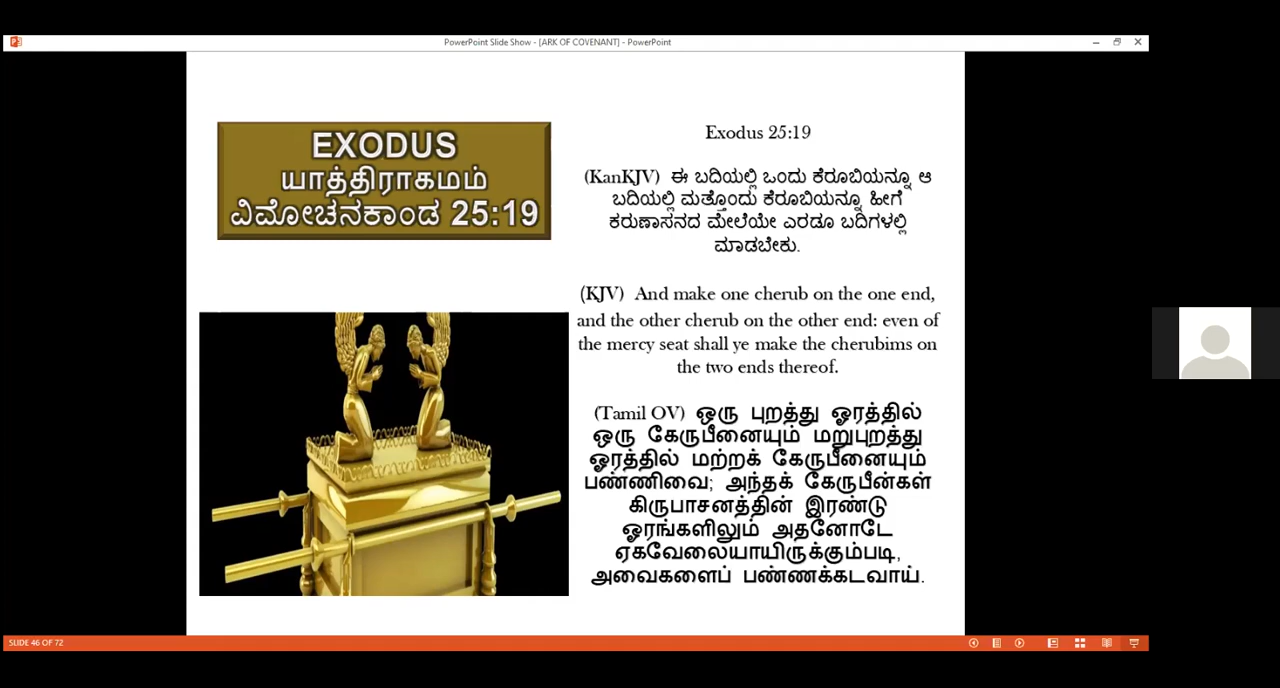 PowerPoint Slide Show - [ARK OF COVENANT] - PowerPoint
EXODUS
யாத்திராகமம்
ವಿಮೋಚನಕಾಂಡ 25:19
Exodus 25:19
(KanKJV) ಈ ಬದಿಯಲ್ಲಿ ಒಂದು ಕೆರೂಬಿಯನ್ನೂ ಆ
ಬದಿಯಲ್ಲಿ ಮತ್ತೊಂದು ಕೆರೂಬಿಯನ್ನೂ ಹೀಗೆ
ಕರುಣಾಸನದ ಮೇಲೆಯೇ ಎರಡೂ ಬದಿಗಳಲ್ಲಿ
ಮಾಡಬೇಕು.
(KJV) And make one cherub on the one end,
and the other cherub on the other end: even of
the mercy seat shall ye make the cherubims on
the two ends thereof.
(Tamil OV) ஒரு புறத்து ஓரத்தில்
ஒரு கேருபீனையும் மறுபுறத்து
ஓரத்தில் மற்றக் கேருபீனையும்
பண்ணிவை; அந்தக் கேருபீன்கள்
கிருபாசனத்தின் இரண்டு
ஓரங்களிலும் அதனோடே
ஏகவேலையாயிருக்கும்படி,
அவைகளைப் பண்ணக்கடவாய்.
SLIDE 46 OF 72